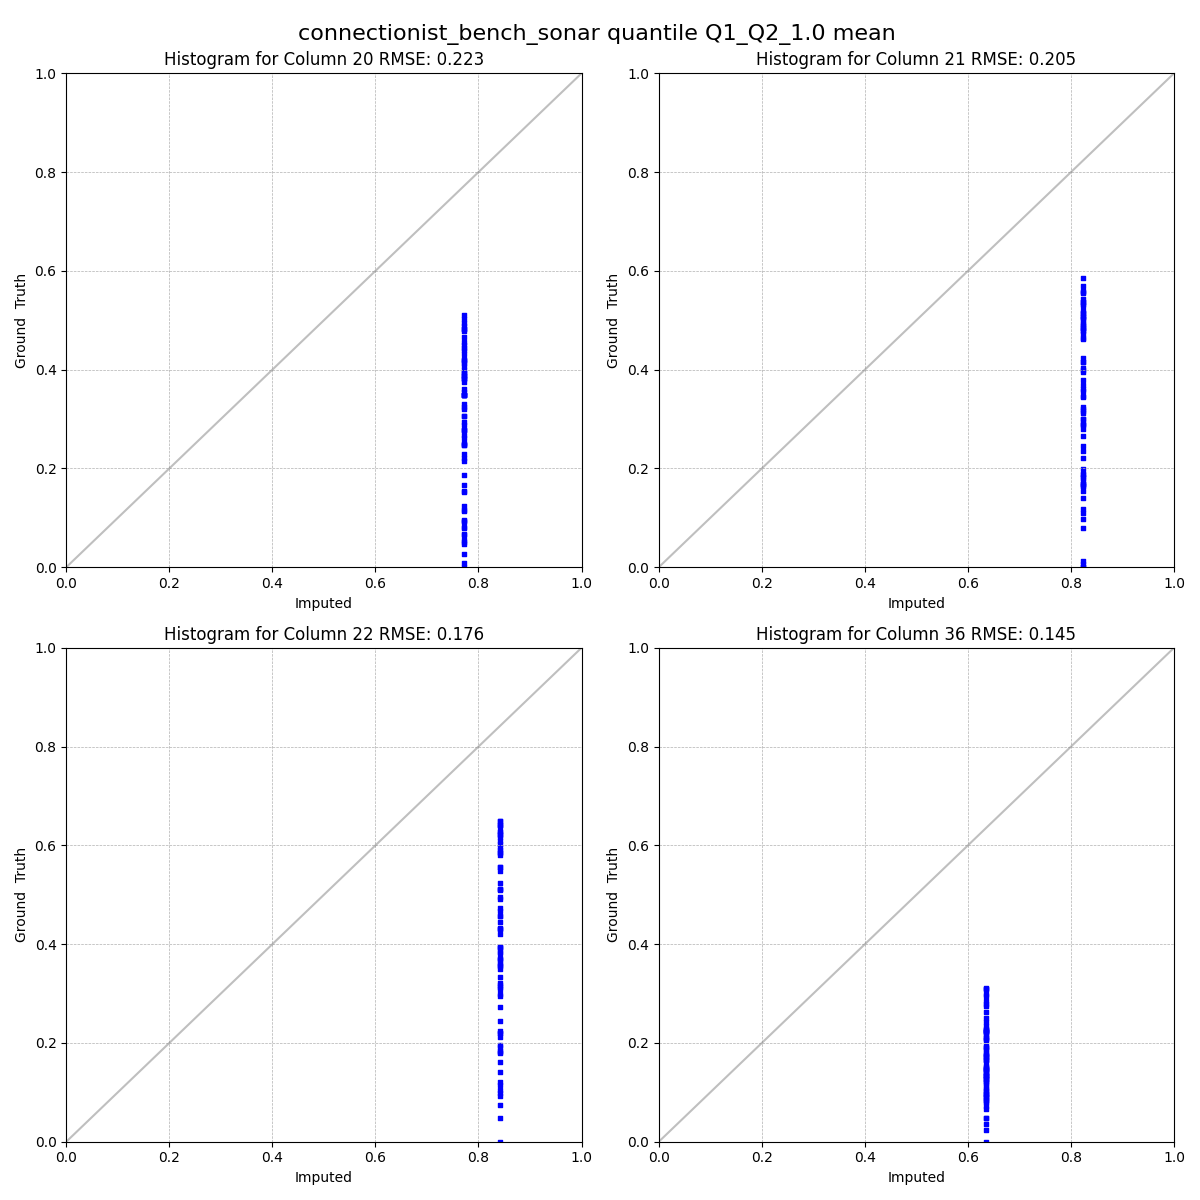 connectionist_bench_sonar quantile Q1_Q2_1.0 mean
Histogram for Column 20 RMSE: 0.223
1.0
0.8
0.6
0.4
0.2
0.0
Ground Truth
0.0 0.2 0.4 0.6 0.8 1.0
Imputed
Histogram for Column 21 RMSE: 0.205
1.0
0.8
0.6
0.4
0.2
0.0
Ground Truth
0.0 0.2 0.4 0.6 0.8 1.0
Imputed
Histogram for Column 22 RMSE: 0.176
1.0
0.8
0.6
0.4
0.2
0.0
Ground Truth
0.0 0.2 0.4 0.6 0.8 1.0
Imputed
Histogram for Column 36 RMSE: 0.145
1.0
0.8
0.6
0.4
0.2
0.0
Ground Truth
0.0 0.2 0.4 0.6 0.8 1.0
Imputed